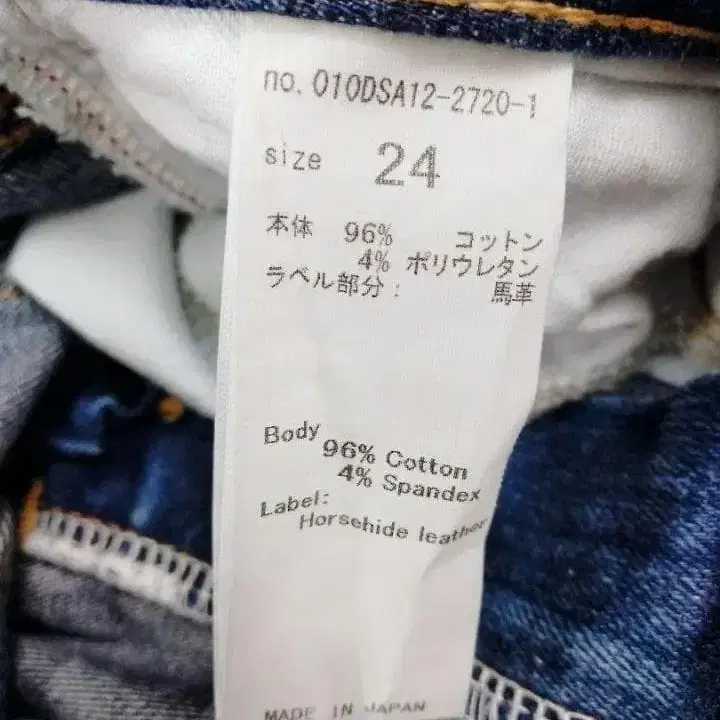 no. 010DSA12-2720-1
size 24
本体 96% コットン
4% ポリウレタン
ラベル部分: 馬革
Body
96% Cotton
4% Spandex
Label:
Horsehide leather
MADE IN JAPAN